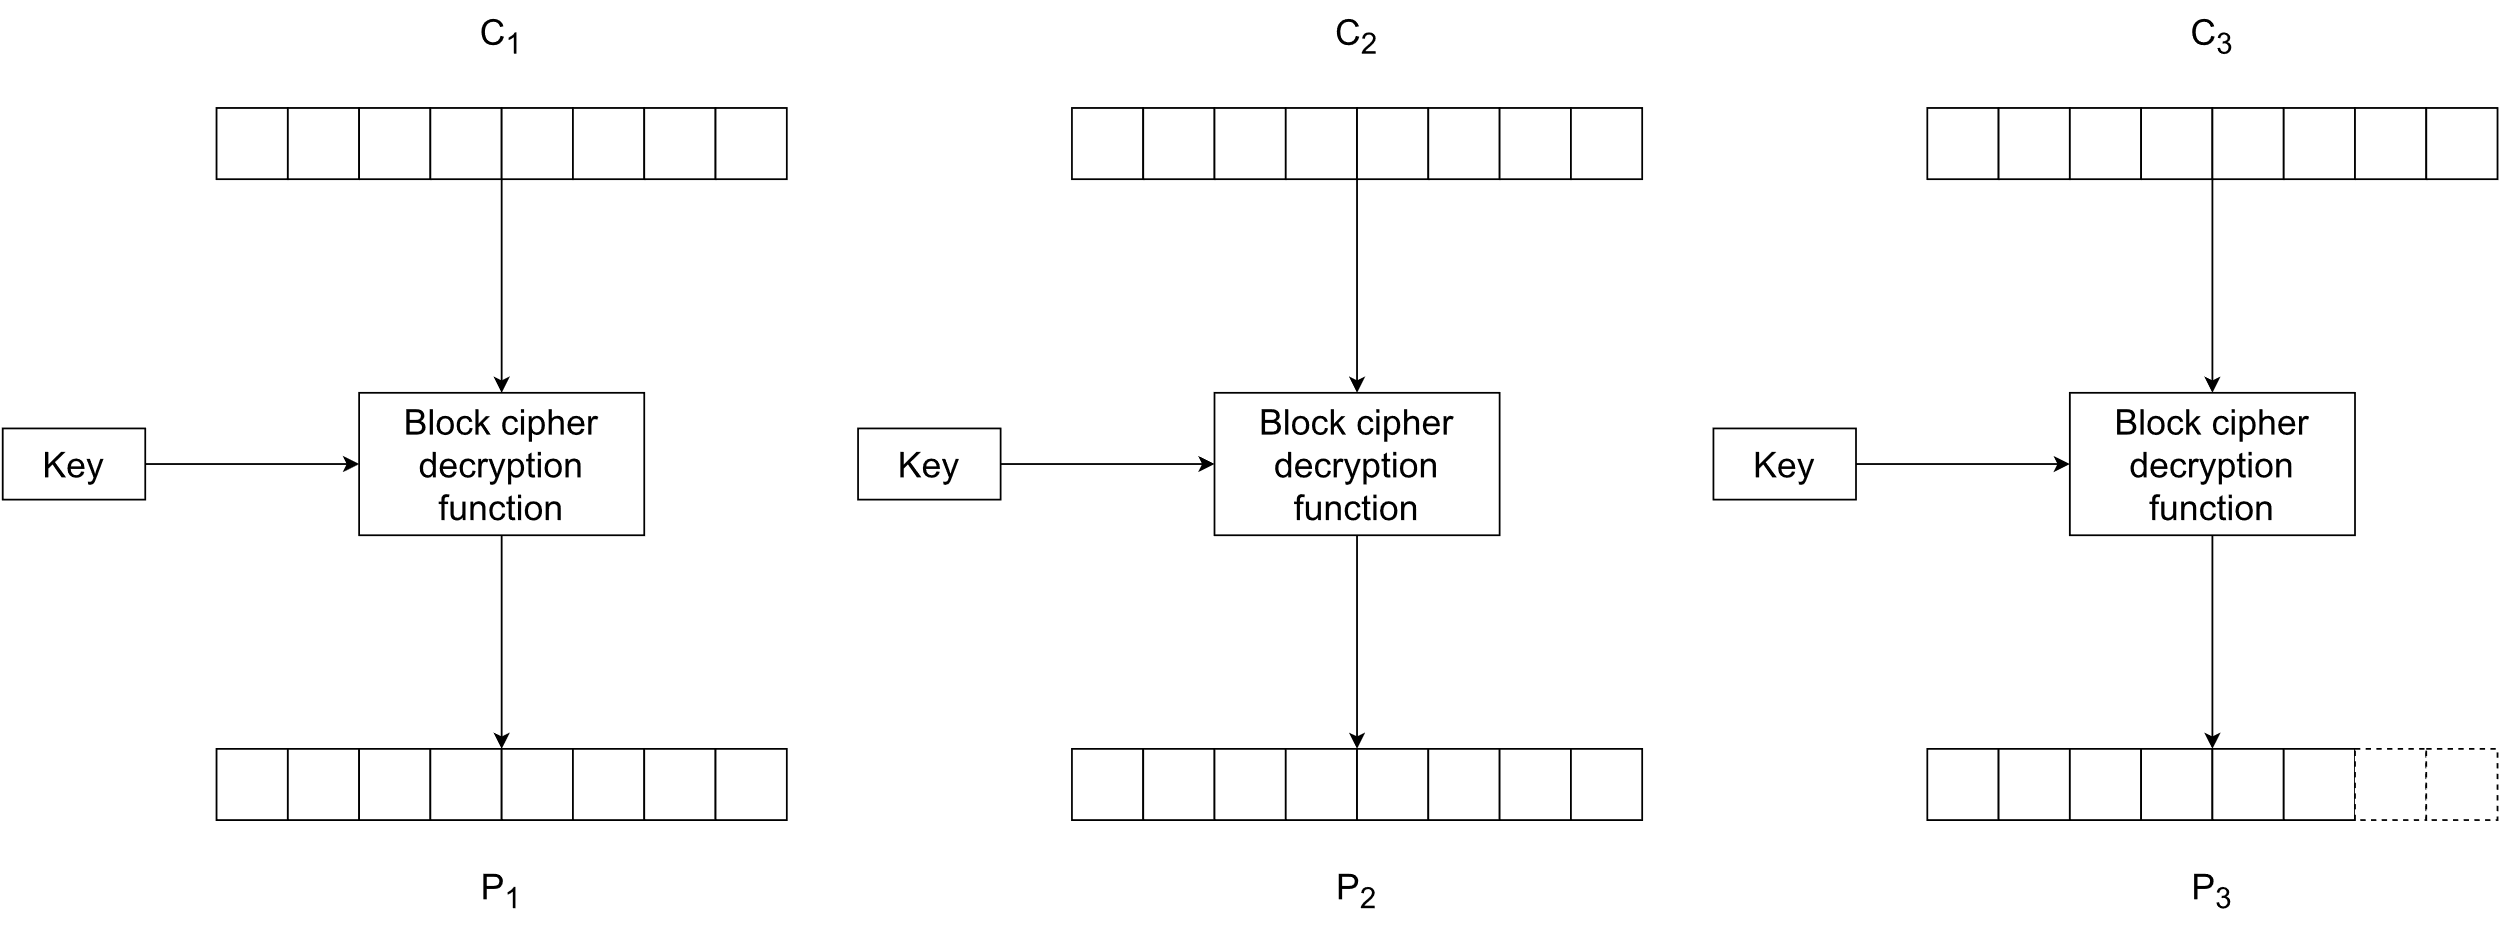 C₁
C₂
C₃
Key
Block cipher
decryption
function
Key
Block cipher
decryption
function
Key
Block cipher
decryption
function
P₁
P₂
P₃